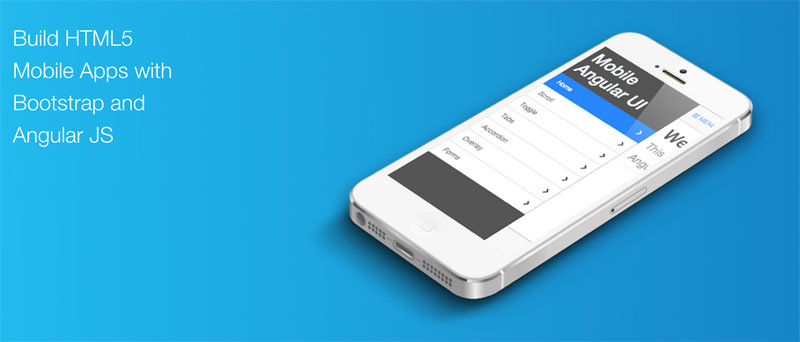 Build HTML5
Mobile Apps with
Bootstrap and
Angular JS
Mobile
Angular UI
Home
Scroll
Toggle
Tabs
Accordion
Overlay
Forms
MENU
We
This
Angu